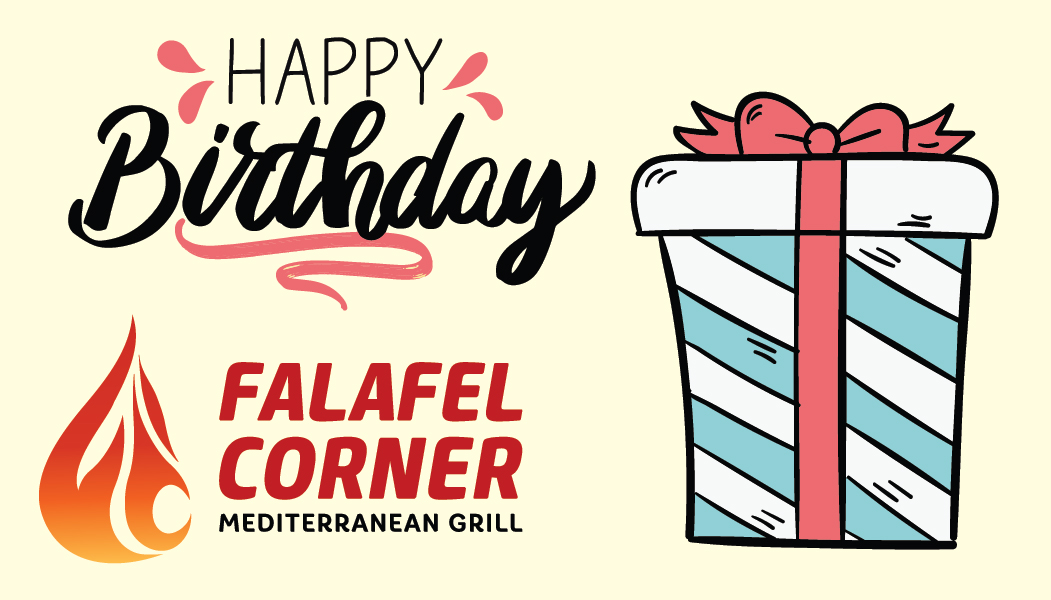 HAPPY
Birthday
FALAFEL
CORNER
MEDITERRANEAN GRILL